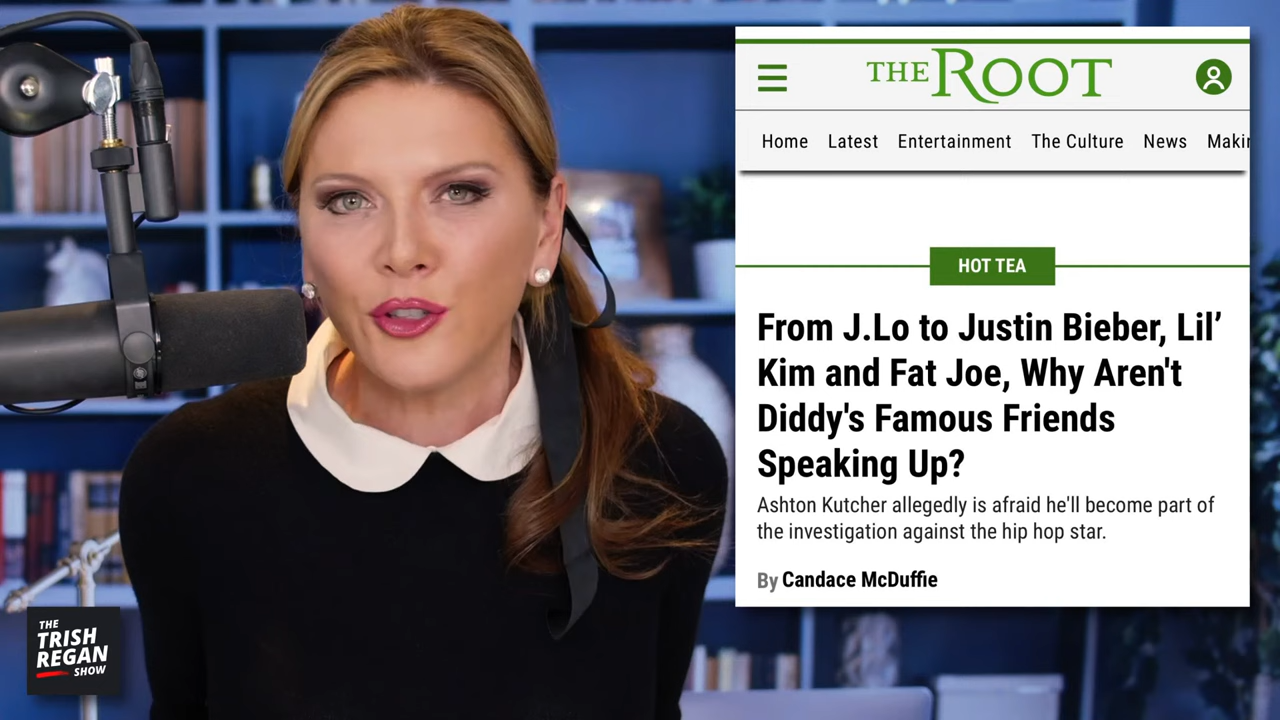 THE ROOT
Home Latest Entertainment The Culture News Makin
HOT TEA
From J.Lo to Justin Bieber, Lil’
Kim and Fat Joe, Why Aren't
Diddy's Famous Friends
Speaking Up?
Ashton Kutcher allegedly is afraid he'll become part of
the investigation against the hip hop star.
By Candace McDuffie
THE
TRISH
REGAN
SHOW